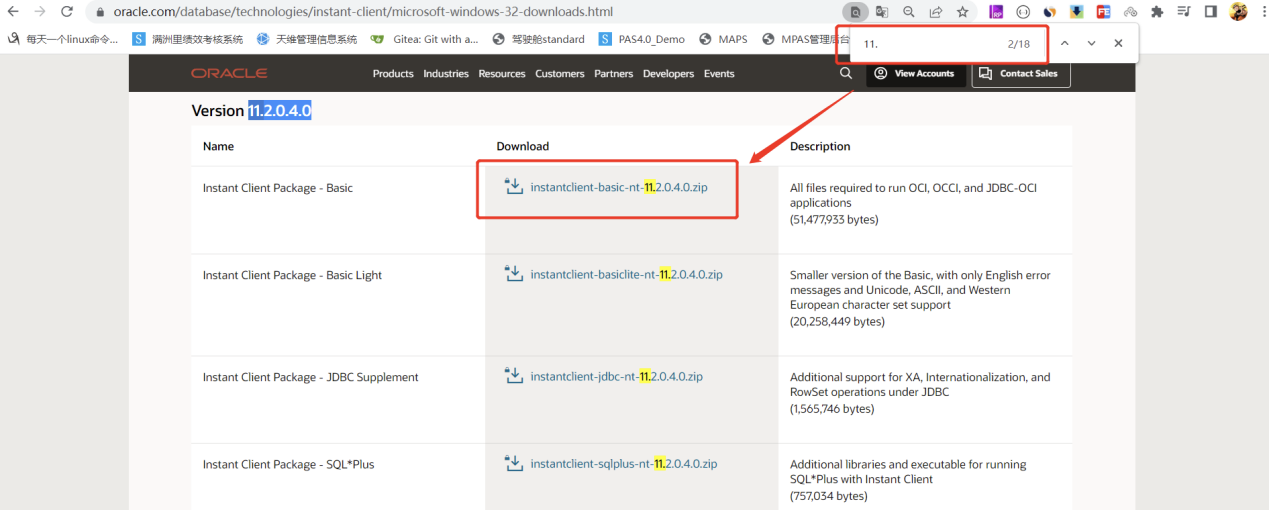 oracle.com/database/technologies/instant-client/microsoft-windows-32-downloads.html
每天一个linux命令... 满洲里绩效考核系统 天维管理信息系统 Gitea: Git with a... 驾驶舱standard PAS4.0_Demo MAPS MPAS管理后台
11. 2/18
ORACLE Products Industries Resources Customers Partners Developers Events View Accounts Contact Sales
Version 11.2.0.4.0
Name Download Description
Instant Client Package - Basic instantclient-basic-nt-11.2.0.4.0.zip All files required to run OCI, OCCI, and JDBC-OCI
applications
(51,477,933 bytes)
Instant Client Package - Basic Light instantclient-basiclite-nt-11.2.0.4.0.zip Smaller version of the Basic, with only English error
messages and Unicode, ASCII, and Western
European character set support
(20,258,449 bytes)
Instant Client Package - JDBC Supplement instantclient-jdbc-nt-11.2.0.4.0.zip Additional support for XA, Internationalization, and
RowSet operations under JDBC
(1,565,746 bytes)
Instant Client Package - SQL*Plus instantclient-sqlplus-nt-11.2.0.4.0.zip Additional libraries and executable for running
SQL*Plus with Instant Client
(757,034 bytes)